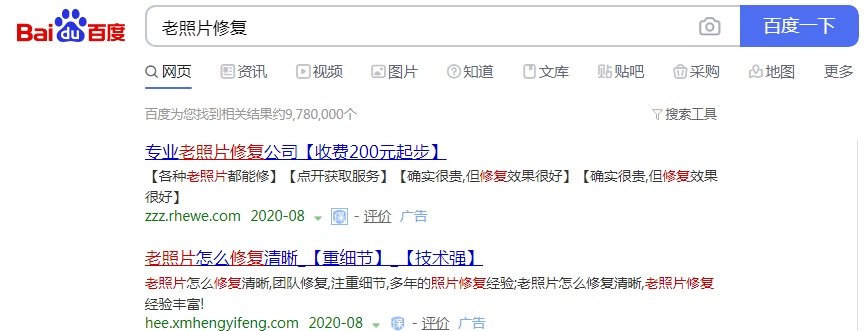 Bai du 百度 老照片修复 百度一下
网页 资讯 视频 图片 知道 文库 贴吧 采购 地图 更多
百度为您找到相关结果约9,780,000个 搜索工具
专业老照片修复公司【收费200元起步】
【各种老照片都能修】【点开获取服务】【确实很贵,但修复效果很好】【确实很贵,但修复效果
很好】
zzz.rhewe.com 2020-08 保 - 评价 广告
老照片怎么修复清晰_【重细节】_【技术强】
老照片怎么修复清晰,团队修复,注重细节,多年的照片修复经验;老照片怎么修复清晰,老照片修复
经验丰富!
hee.xmhengyifeng.com 2020-08 保 - 评价 广告